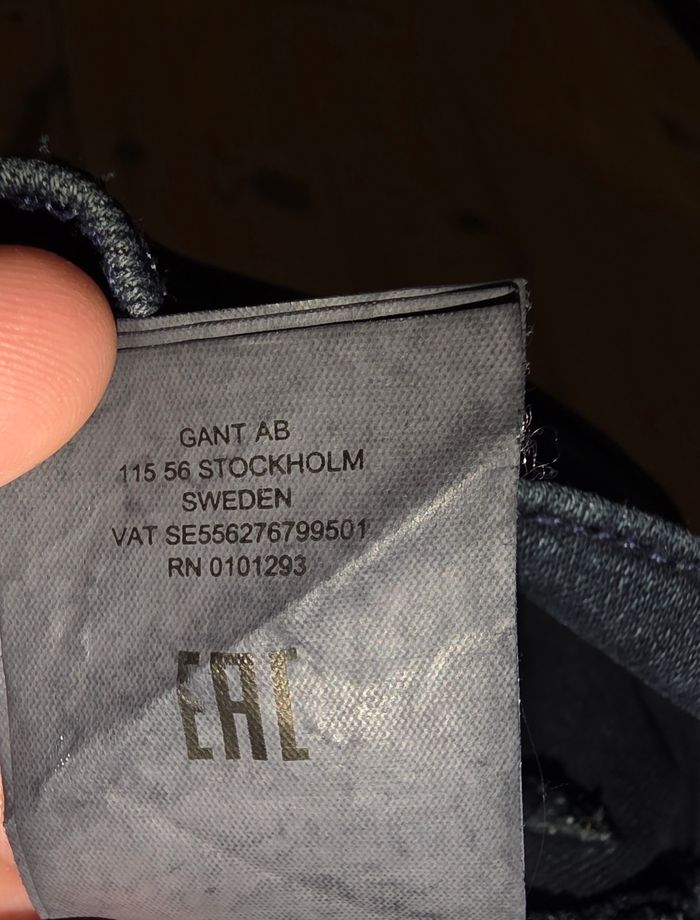 GANT AB
115 56 STOCKHOLM
SWEDEN
VAT SE556276799501
RN 0101293
EAC